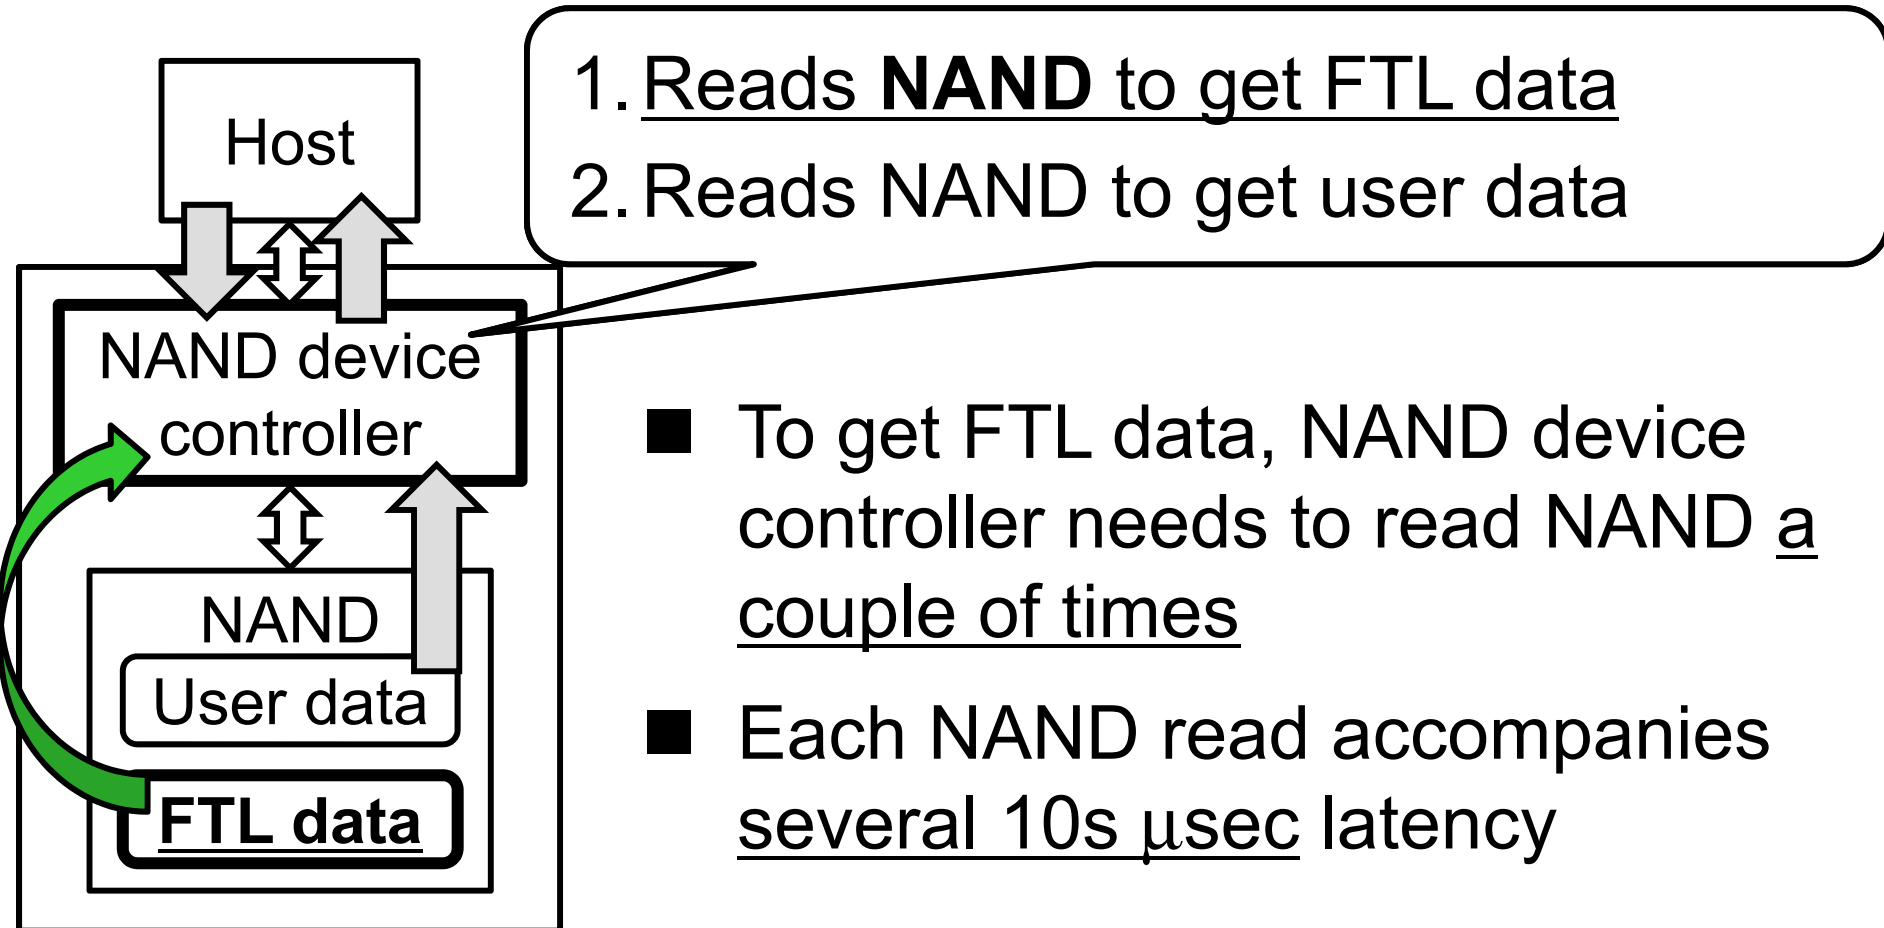 1. Reads NAND to get FTL data
2. Reads NAND to get user data
Host
NAND device
controller
NAND
User data
FTL data
■ To get FTL data, NAND device
controller needs to read NAND a
couple of times
■ Each NAND read accompanies
several 10s μsec latency